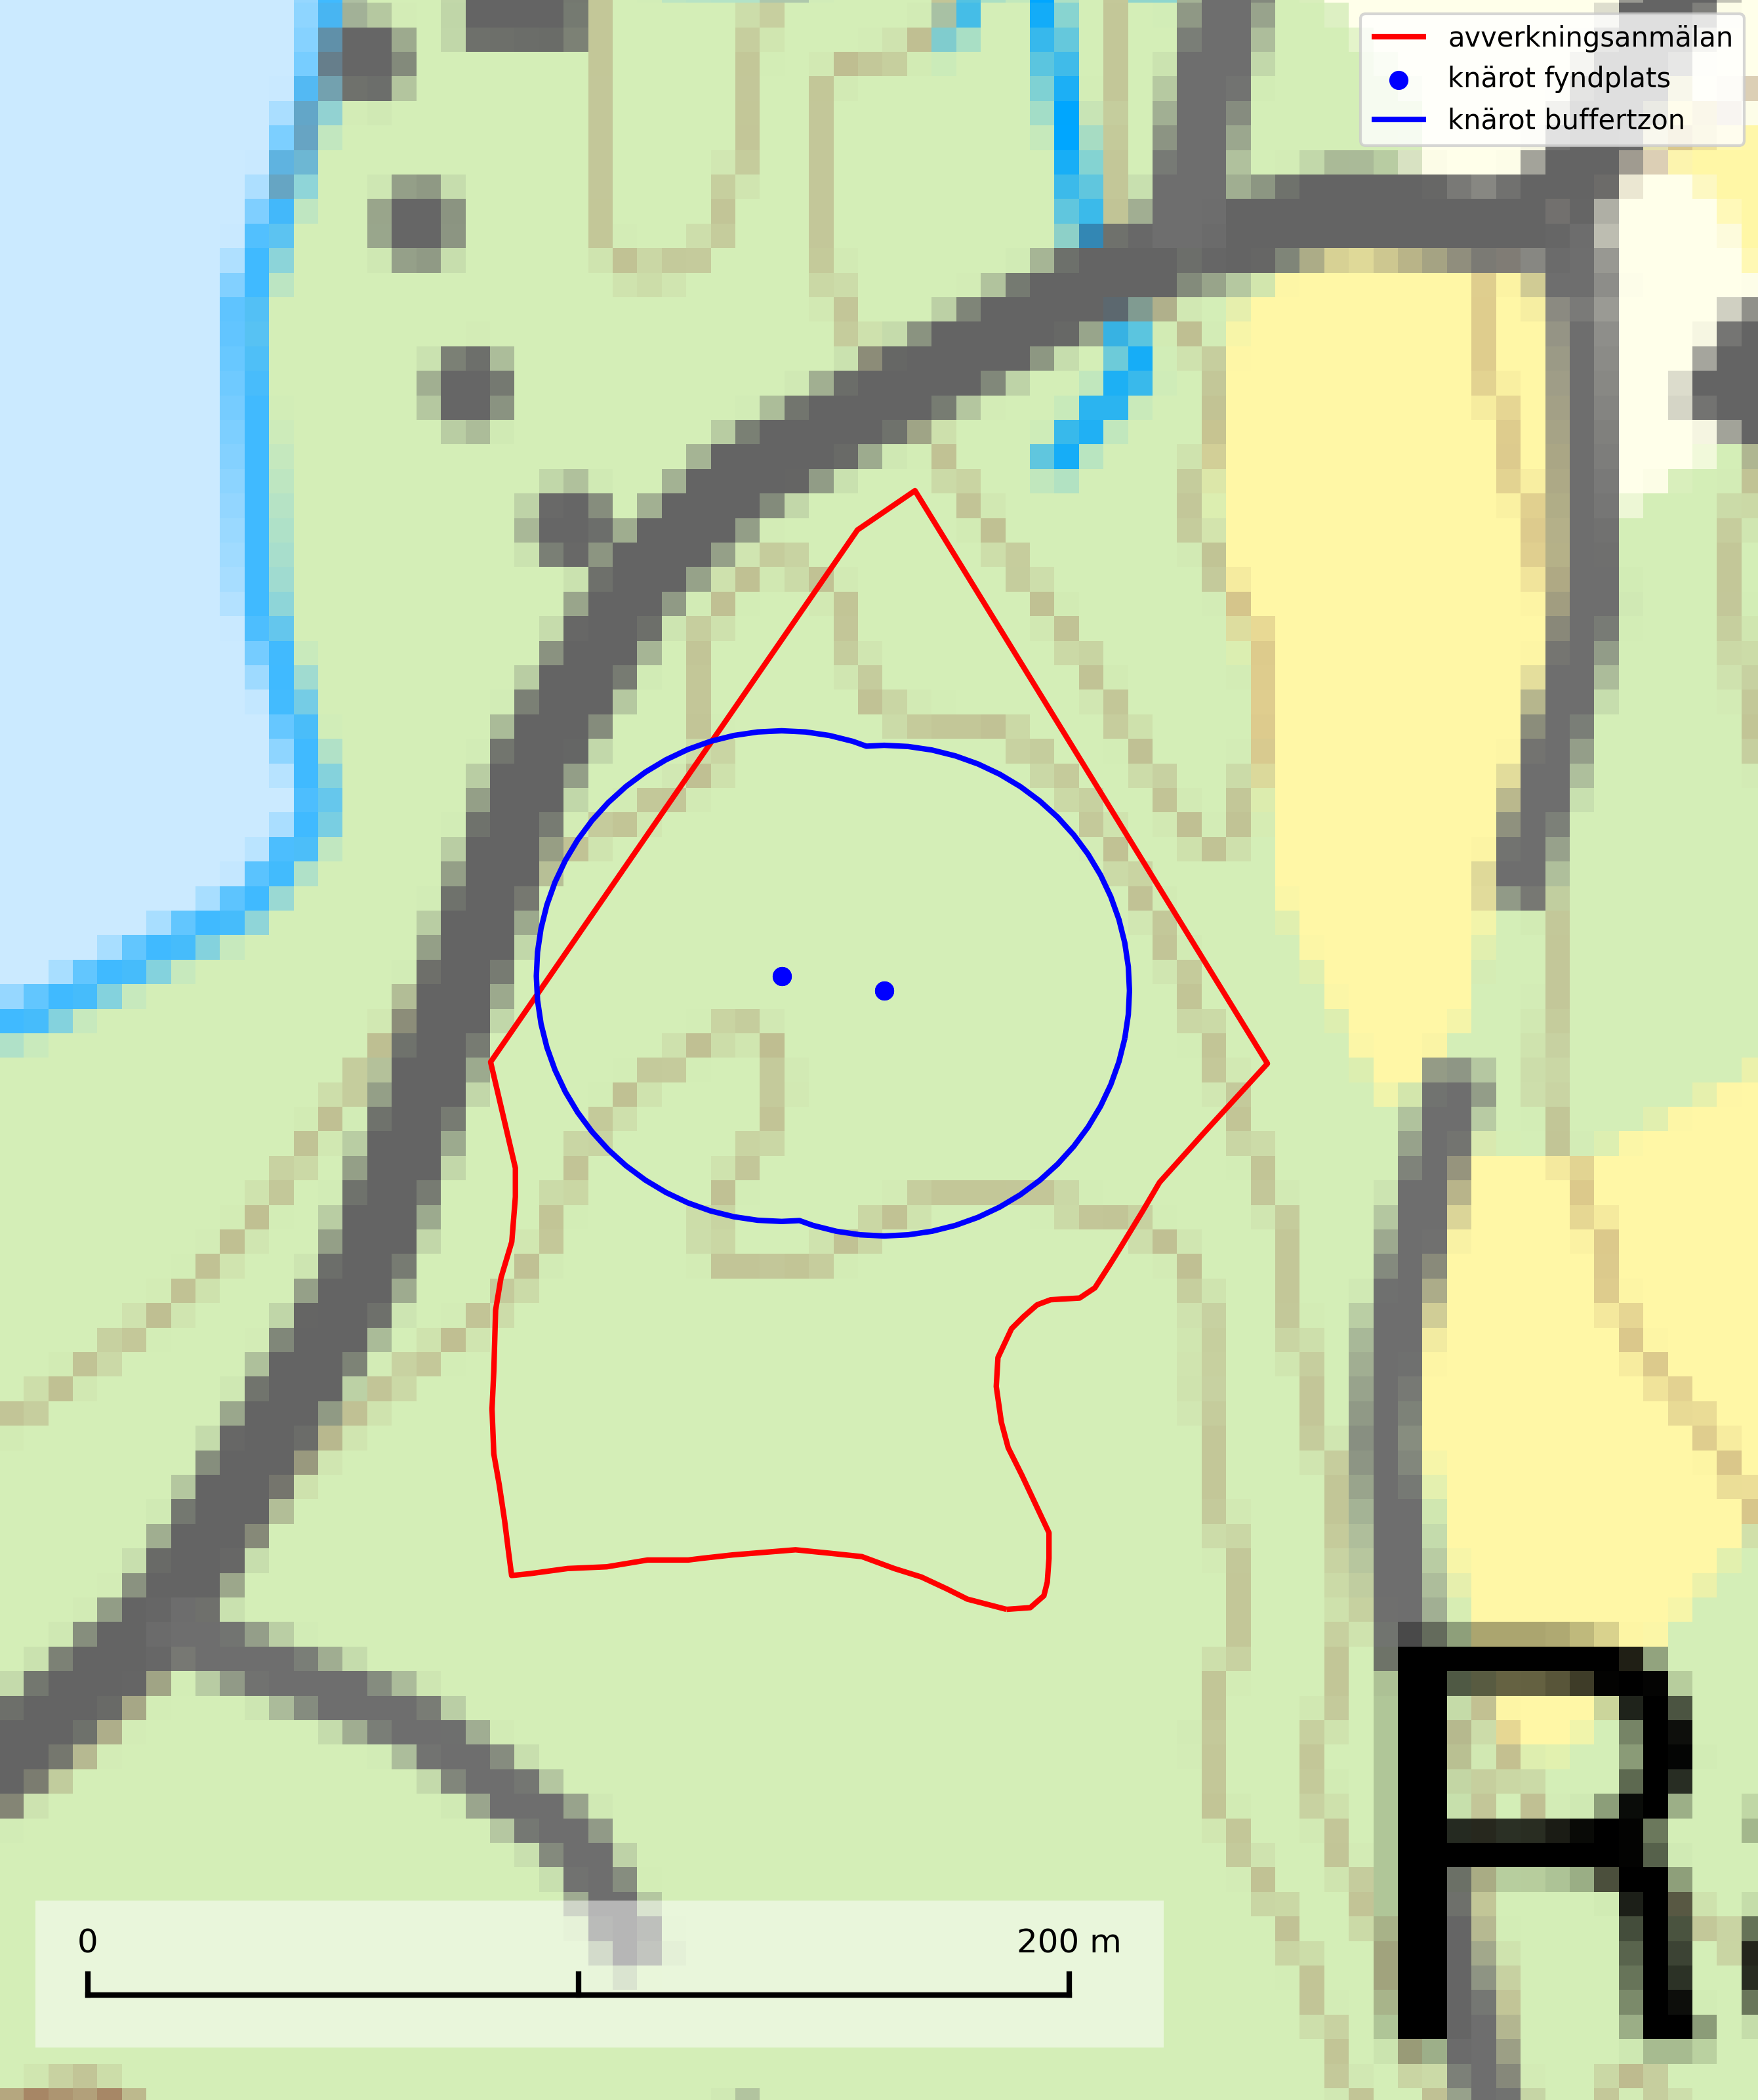 avverkningsanmälan
knärot fyndplats
knärot buffertzon
R
0 200 m